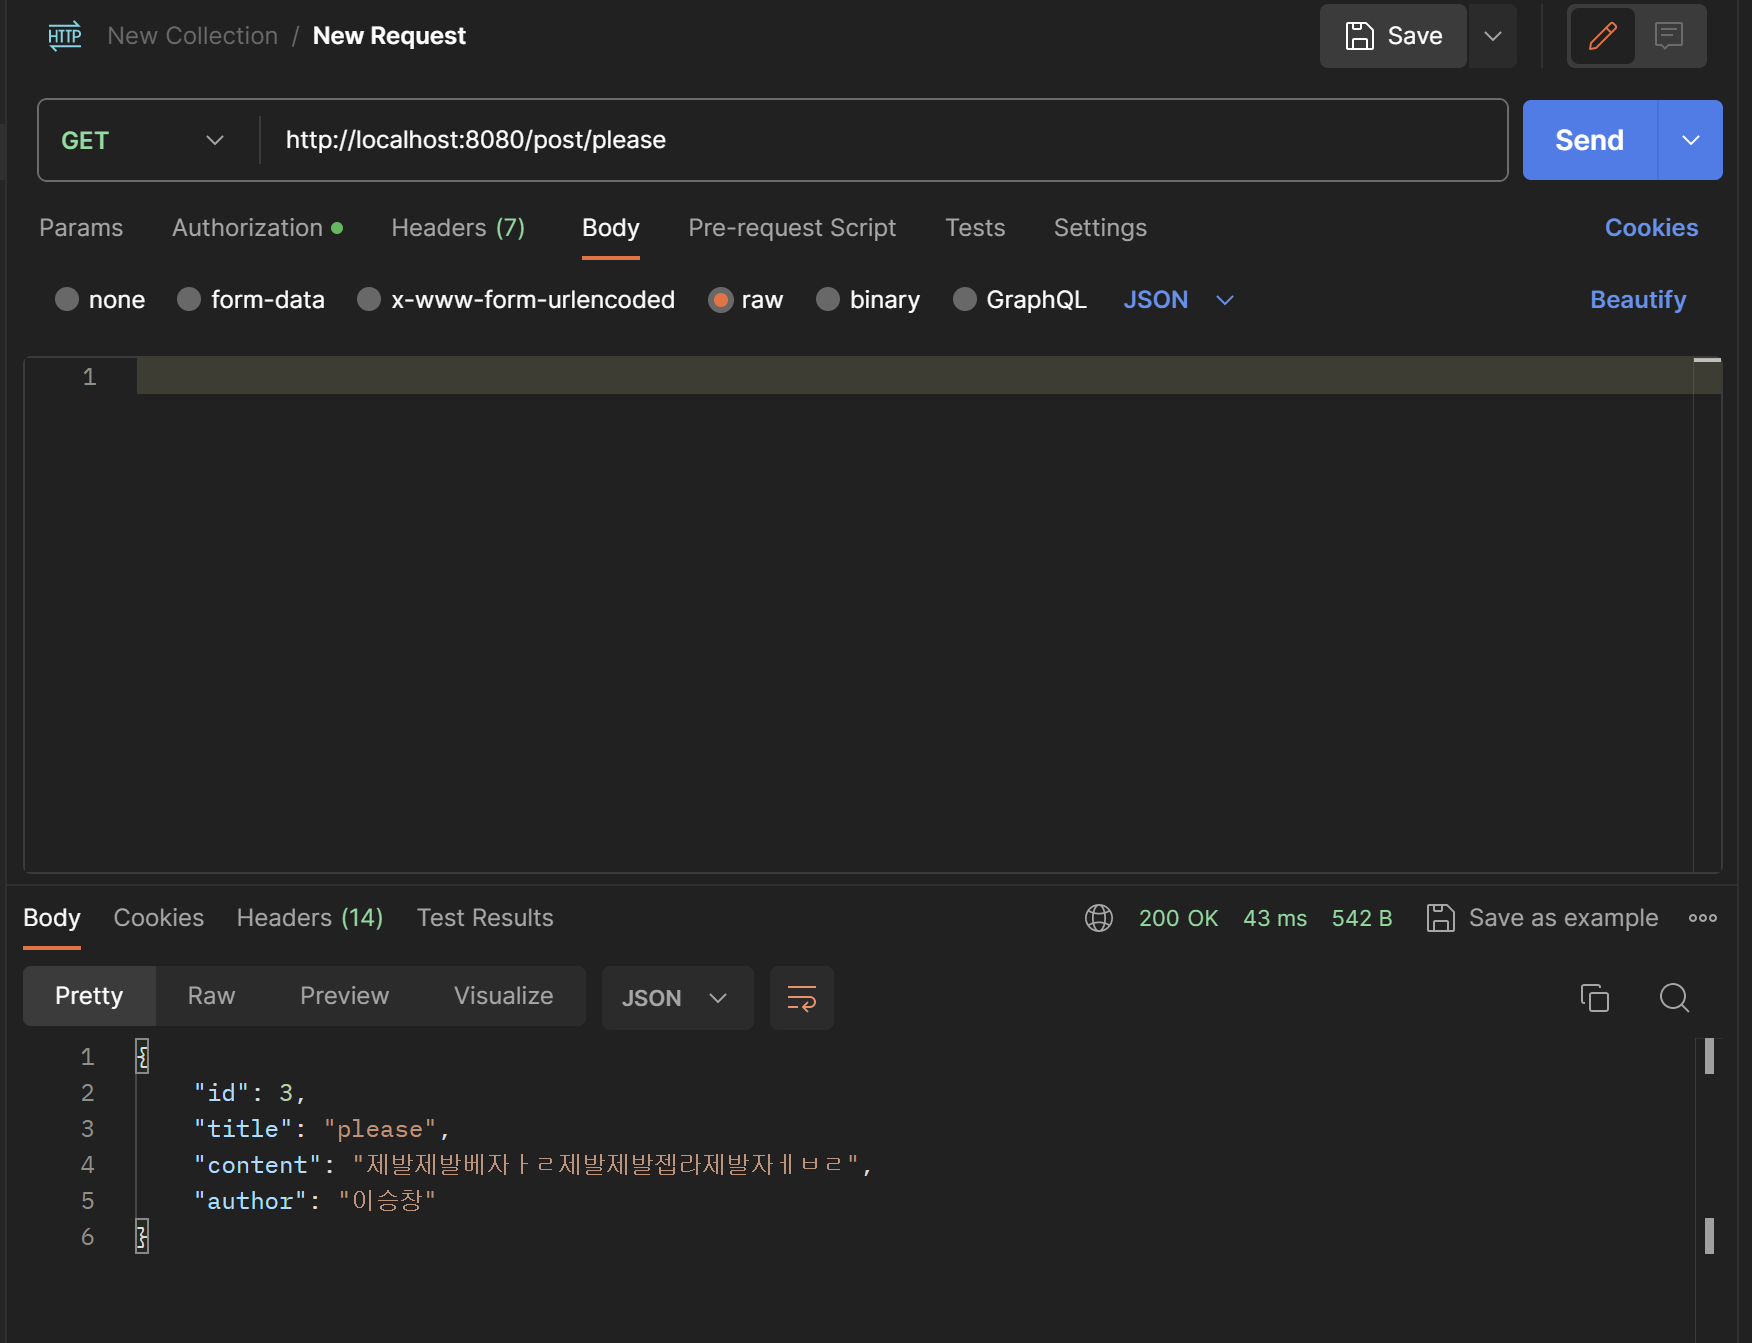 HTTP New Collection / New Request Save
GET http://localhost:8080/post/please Send
Params Authorization Headers (7) Body Pre-request Script Tests Settings Cookies
none form-data x-www-form-urlencoded raw binary GraphQL JSON Beautify
1
Body Cookies Headers (14) Test Results 200 OK 43 ms 542 B Save as example
Pretty Raw Preview Visualize JSON
1 {
2 "id": 3,
3 "title": "please",
4 "content": "제발제발베자ㅏㄹ제발제발젭라제발자ㅔㅂㄹ",
5 "author": "이승창"
6 }